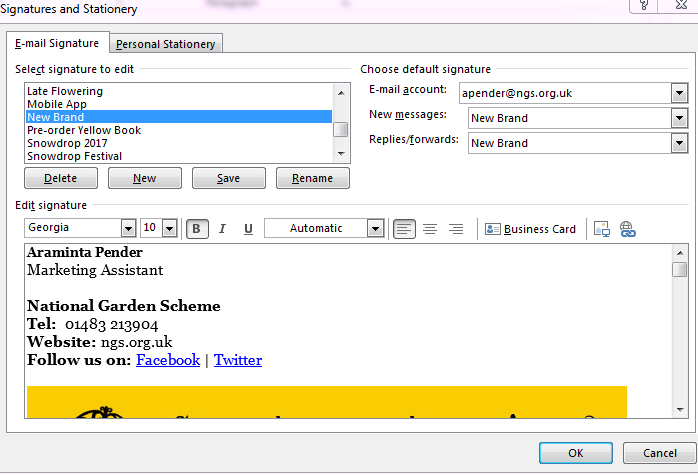 Signatures and Stationery
?
E-mail Signature
Personal Stationery
Select signature to edit
Late Flowering
Mobile App
New Brand
Pre-order Yellow Book
Snowdrop 2017
Snowdrop Festival
Delete
New
Save
Rename
Choose default signature
E-mail account:
apender@ngs.org.uk
New messages:
New Brand
Replies/forwards:
New Brand
Edit signature
Georgia
10
B
I
U
Automatic
Business Card
Araminta Pender
Marketing Assistant
National Garden Scheme
Tel: 01483 213904
Website: ngs.org.uk
Follow us on: Facebook | Twitter
OK
Cancel